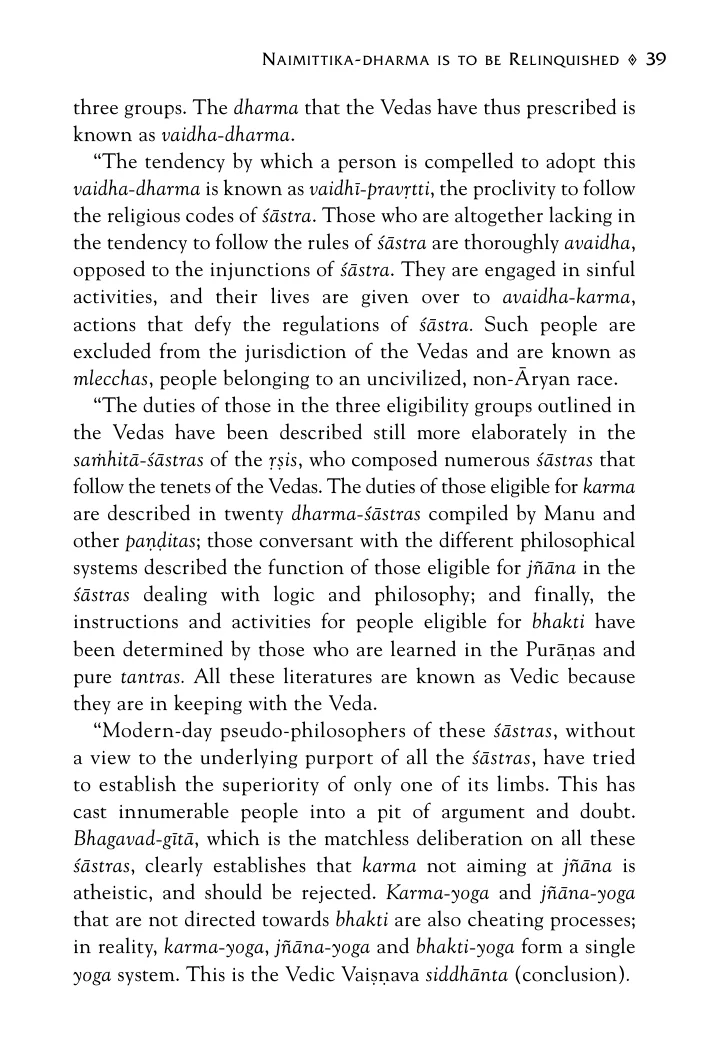 Naimittika-dharma is to be Relinquished ◊ 39
three groups. The dharma that the Vedas have thus prescribed is
known as vaidha-dharma.
“The tendency by which a person is compelled to adopt this
vaidha-dharma is known as vaidhī-pravṛtti, the proclivity to follow
the religious codes of śāstra. Those who are altogether lacking in
the tendency to follow the rules of śāstra are thoroughly avaidha,
opposed to the injunctions of śāstra. They are engaged in sinful
activities, and their lives are given over to avaidha-karma,
actions that defy the regulations of śāstra. Such people are
excluded from the jurisdiction of the Vedas and are known as
mlecchas, people belonging to an uncivilized, non-Āryan race.
“The duties of those in the three eligibility groups outlined in
the Vedas have been described still more elaborately in the
saṁhitā-śāstras of the ṛṣis, who composed numerous śāstras that
follow the tenets of the Vedas. The duties of those eligible for karma
are described in twenty dharma-śāstras compiled by Manu and
other paṇḍitas; those conversant with the different philosophical
systems described the function of those eligible for jñāna in the
śāstras dealing with logic and philosophy; and finally, the
instructions and activities for people eligible for bhakti have
been determined by those who are learned in the Purāṇas and
pure tantras. All these literatures are known as Vedic because
they are in keeping with the Veda.
“Modern-day pseudo-philosophers of these śāstras, without
a view to the underlying purport of all the śāstras, have tried
to establish the superiority of only one of its limbs. This has
cast innumerable people into a pit of argument and doubt.
Bhagavad-gītā, which is the matchless deliberation on all these
śāstras, clearly establishes that karma not aiming at jñāna is
atheistic, and should be rejected. Karma-yoga and jñāna-yoga
that are not directed towards bhakti are also cheating processes;
in reality, karma-yoga, jñāna-yoga and bhakti-yoga form a single
yoga system. This is the Vedic Vaiṣṇava siddhānta (conclusion).